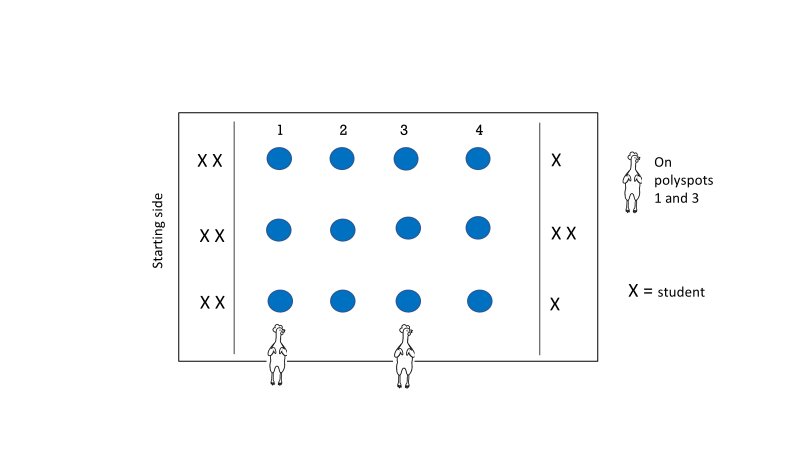 1 2 3 4
X X X
X X X X
X X X
Starting side
On
polyspots
1 and 3
X = student